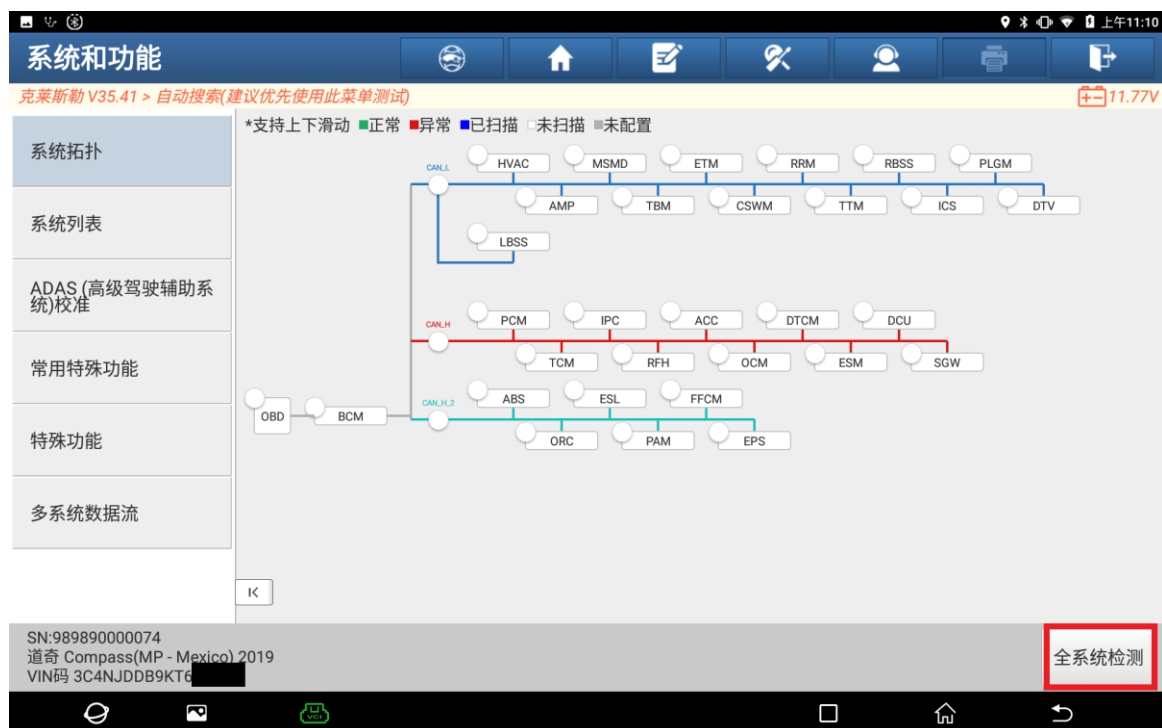 上午11:10
系统和功能
克莱斯勒 V35.41 > 自动搜索(建议优先使用此菜单测试)
11.77V
系统拓扑
系统列表
ADAS (高级驾驶辅助系
统)校准
常用特殊功能
特殊功能
多系统数据流
*支持上下滑动 ■正常 ■异常 ■已扫描 □未扫描 ■未配置
CAN_L
HVAC MSMD ETM RRM RBSS PLGM
AMP TBM CSWM TTM ICS DTV
LBSS
CAN_H
PCM IPC ACC DTCM DCU
TCM RFH OCM ESM SGW
OBD BCM
CAN_H_2
ABS ESL FFCM
ORC PAM EPS
SN:989890000074
道奇 Compass(MP - Mexico) 2019
VIN码 3C4NJDDB9KT6
全系统检测
VCI